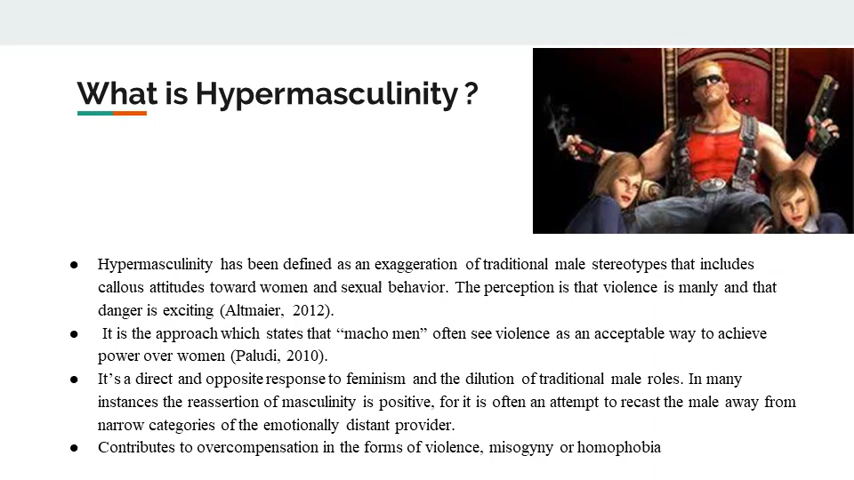 What is Hypermasculinity ?
● Hypermasculinity has been defined as an exaggeration of traditional male stereotypes that includes
callous attitudes toward women and sexual behavior. The perception is that violence is manly and that
danger is exciting (Altmaier, 2012).
● It is the approach which states that “macho men” often see violence as an acceptable way to achieve
power over women (Paludi, 2010).
● It’s a direct and opposite response to feminism and the dilution of traditional male roles. In many
instances the reassertion of masculinity is positive, for it is often an attempt to recast the male away from
narrow categories of the emotionally distant provider.
● Contributes to overcompensation in the forms of violence, misogyny or homophobia